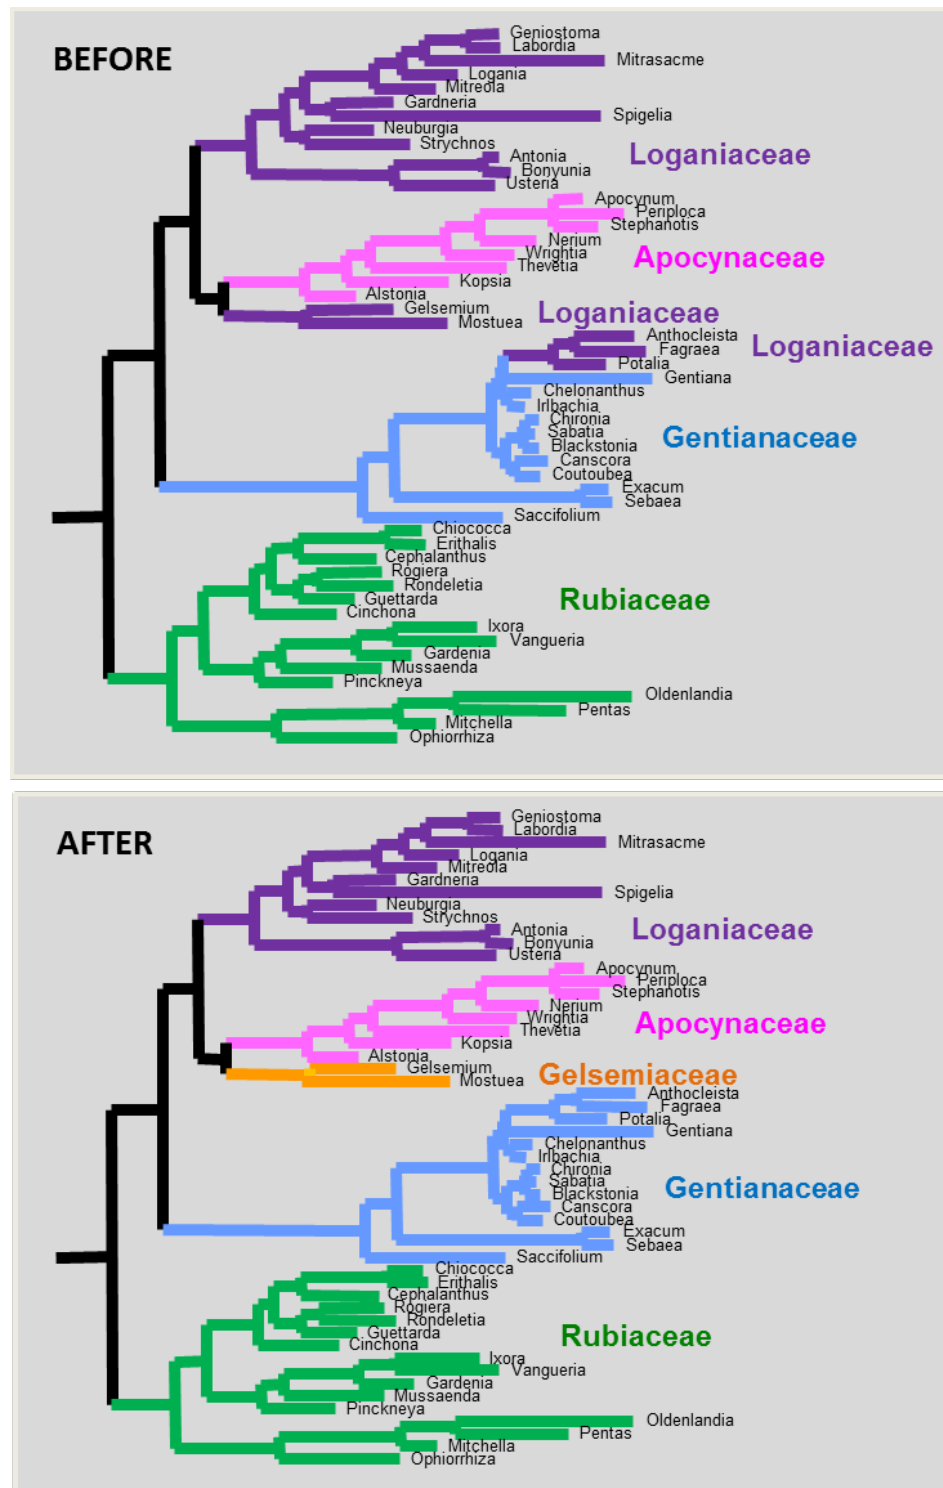 BEFORE
Geniostoma
Labordia
Mitrasacme
Logania
Mitreola
Gardneria
Spigelia
Neuburgia
Strychnos
Loganiaceae
Antonia
Bonyunia
Usteria
Apocynum
Periploca
Stephanotis
Nerium
Wrightia
Apocynaceae
Thevetia
Kopsia
Alstonia
Gelsemium
Loganiaceae
Mostuea
Anthocleista
Loganiaceae
Fagraea
Potalia
Gentiana
Chelonanthus
Irlbachia
Chironia
Sabatia
Gentianaceae
Blackstonia
Canscora
Coutoubea
Exacum
Sebaea
Saccifolium
Chiococca
Erithalis
Cephalanthus
Rogiera
Rondeletia
Guettarda
Rubiaceae
Cinchona
Ixora
Vangueria
Gardenia
Mussaenda
Pinckneya
Oldenlandia
Pentas
Mitchella
Ophiorrhiza
AFTER
Geniostoma
Labordia
Mitrasacme
Logania
Mitreola
Gardneria
Spigelia
Neuburgia
Strychnos
Loganiaceae
Antonia
Bonyunia
Usteria
Apocynum
Periploca
Stephanotis
Nerium
Wrightia
Apocynaceae
Thevetia
Kopsia
Alstonia
Gelsemium
Gelsemiaceae
Mostuea
Anthocleista
Fagraea
Potalia
Gentiana
Chelonanthus
Irlbachia
Chironia
Sabatia
Gentianaceae
Blackstonia
Canscora
Coutoubea
Exacum
Sebaea
Saccifolium
Chiococca
Erithalis
Cephalanthus
Rogiera
Rondeletia
Guettarda
Rubiaceae
Cinchona
Ixora
Vangueria
Gardenia
Mussaenda
Pinckneya
Oldenlandia
Pentas
Mitchella
Ophiorrhiza